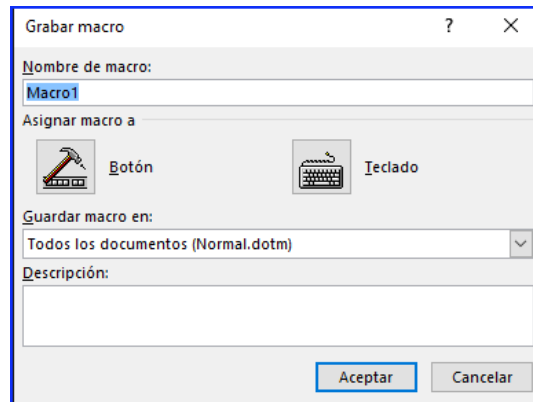 Grabar macro ?
Nombre de macro:
Macro1
Asignar macro a
Botón Teclado
Guardar macro en:
Todos los documentos (Normal.dotm)
Descripción:
Aceptar Cancelar